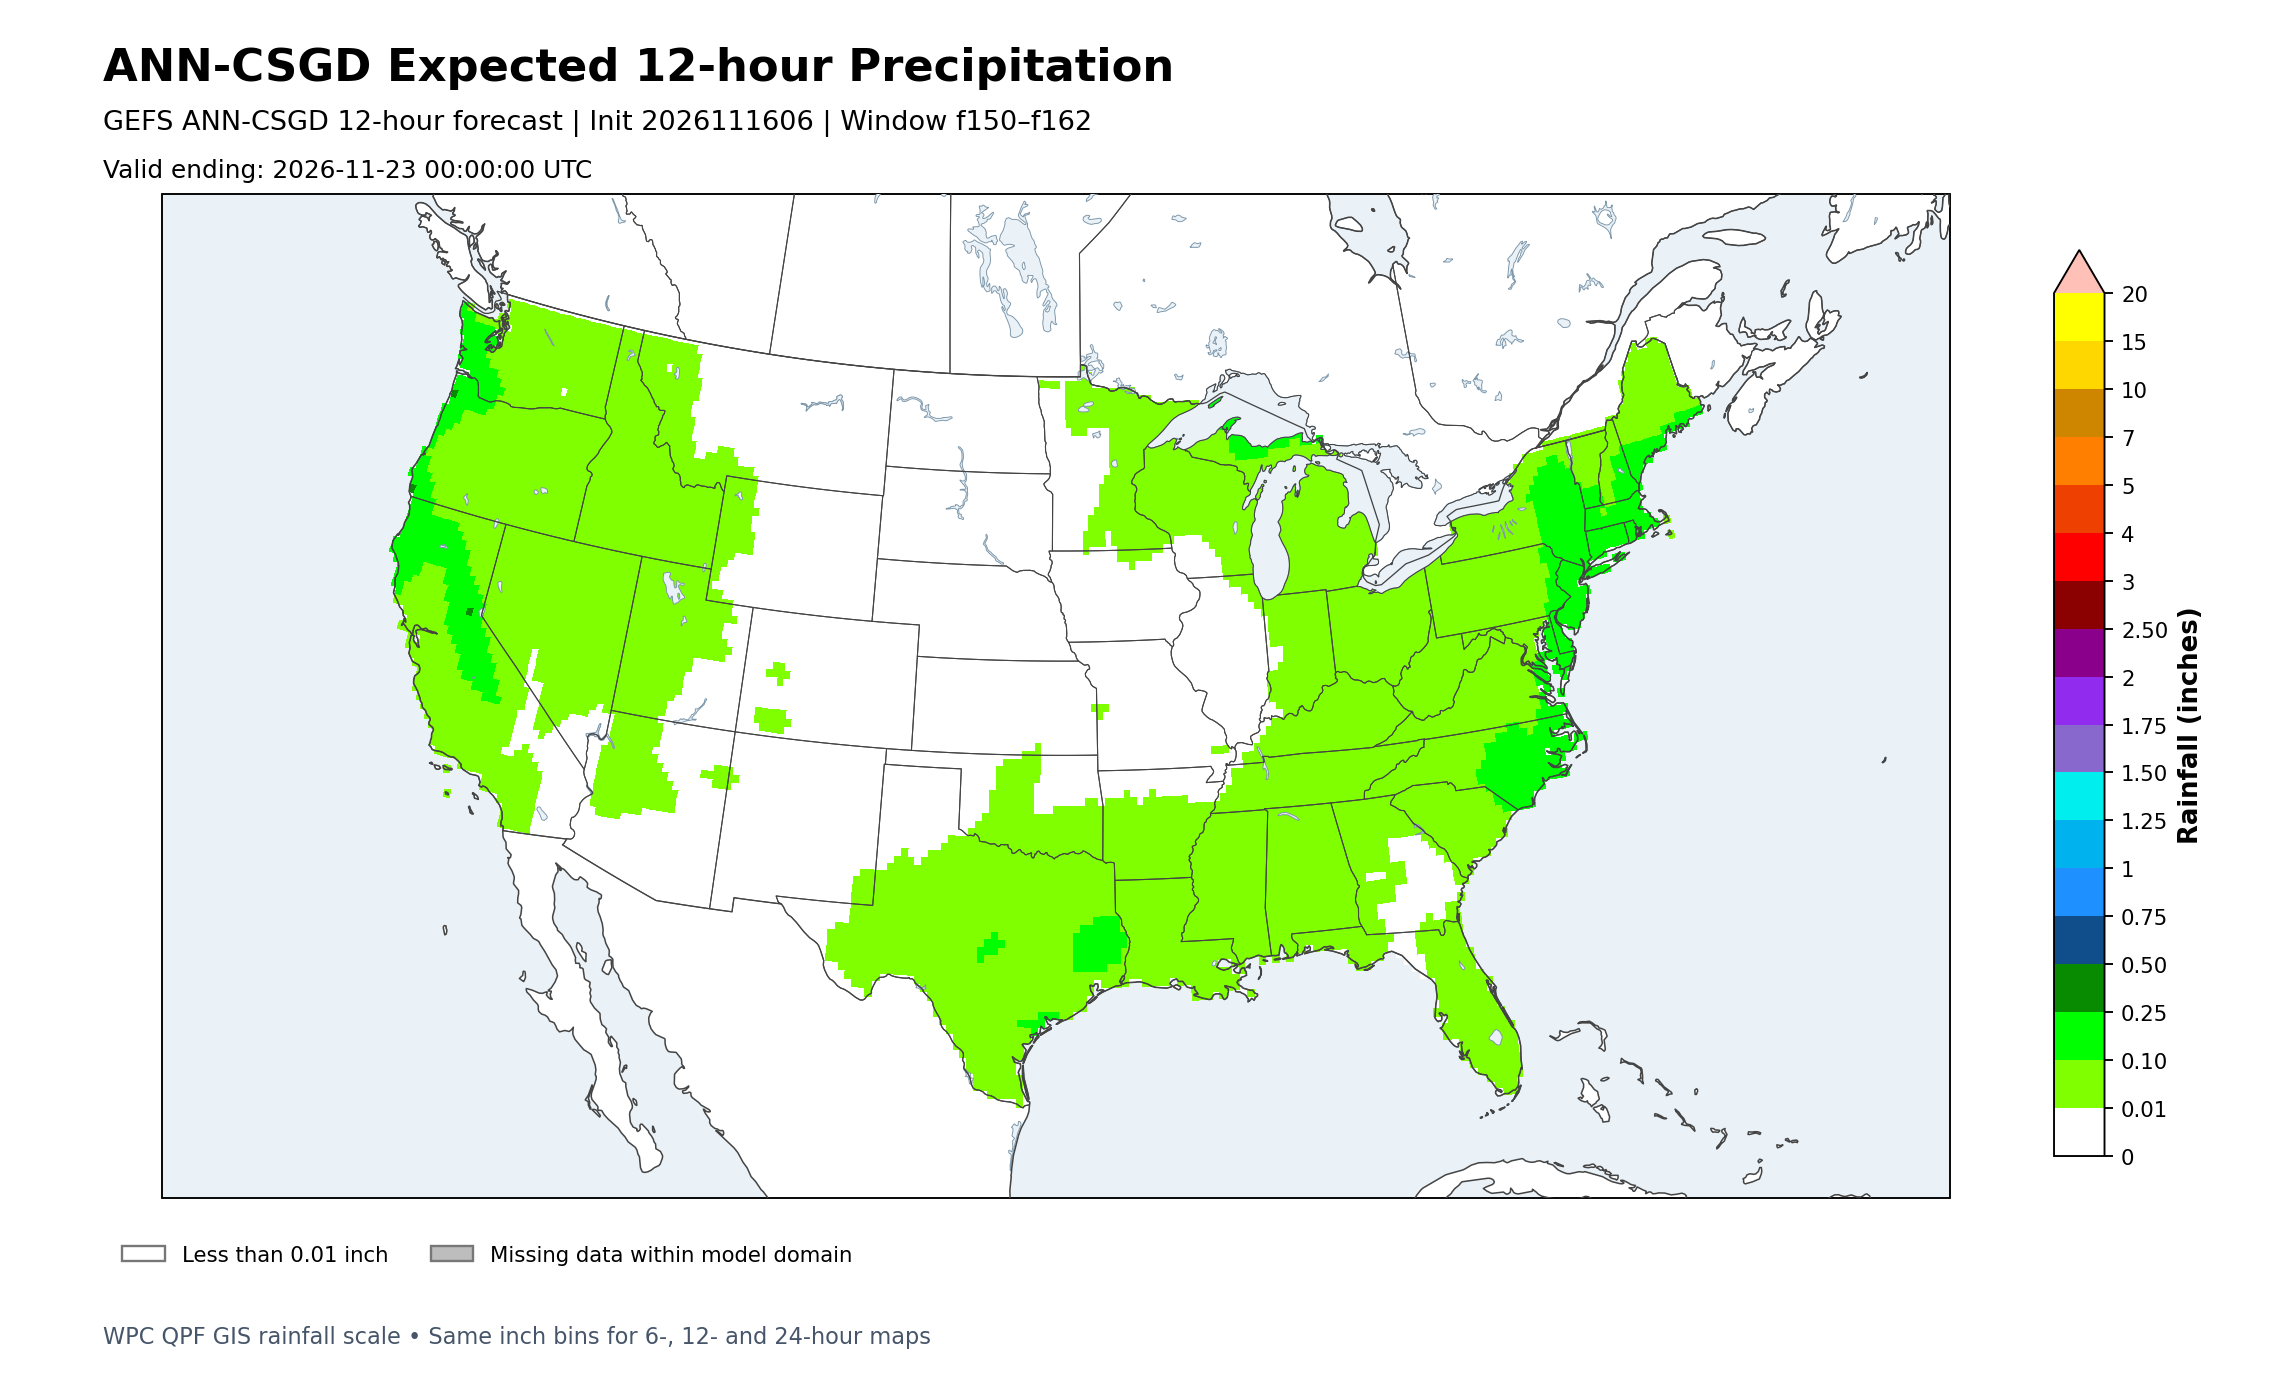 ANN-CSGD Expected 12-hour Precipitation
GEFS ANN-CSGD 12-hour forecast | Init 2026111606 | Window f150–f162
Valid ending: 2026-11-23 00:00:00 UTC
20
15
10
7
5
4
3
2.50
2
1.75
1.50
1.25
1
0.75
0.50
0.25
0.10
0.01
0
Rainfall (inches)
Less than 0.01 inch
Missing data within model domain
WPC QPF GIS rainfall scale • Same inch bins for 6-, 12- and 24-hour maps